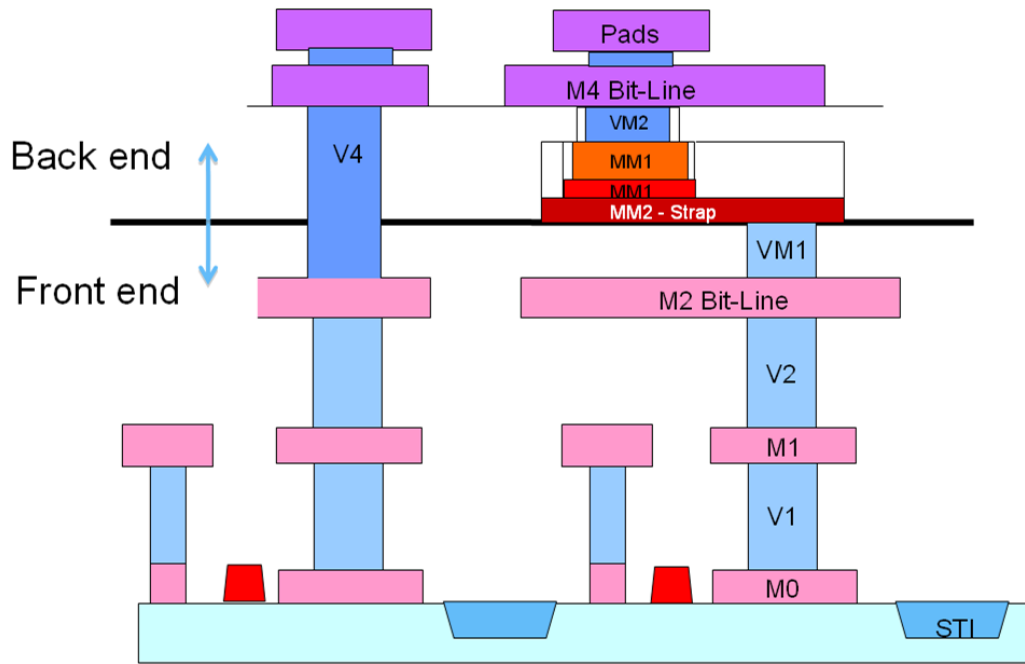 Pads
M4 Bit-Line
VM2
V4
Back end
MM1
MM1
MM2 - Strap
VM1
Front end
M2 Bit-Line
V2
M1
V1
M0
STI